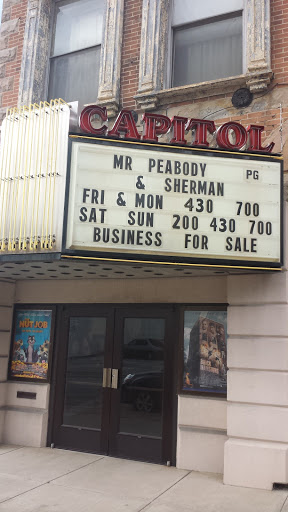 CAPITOL
MR PEABODY PG
& SHERMAN
FRI & MON 430 700
SAT SUN 200 430 700
BUSINESS FOR SALE
NUT JOB